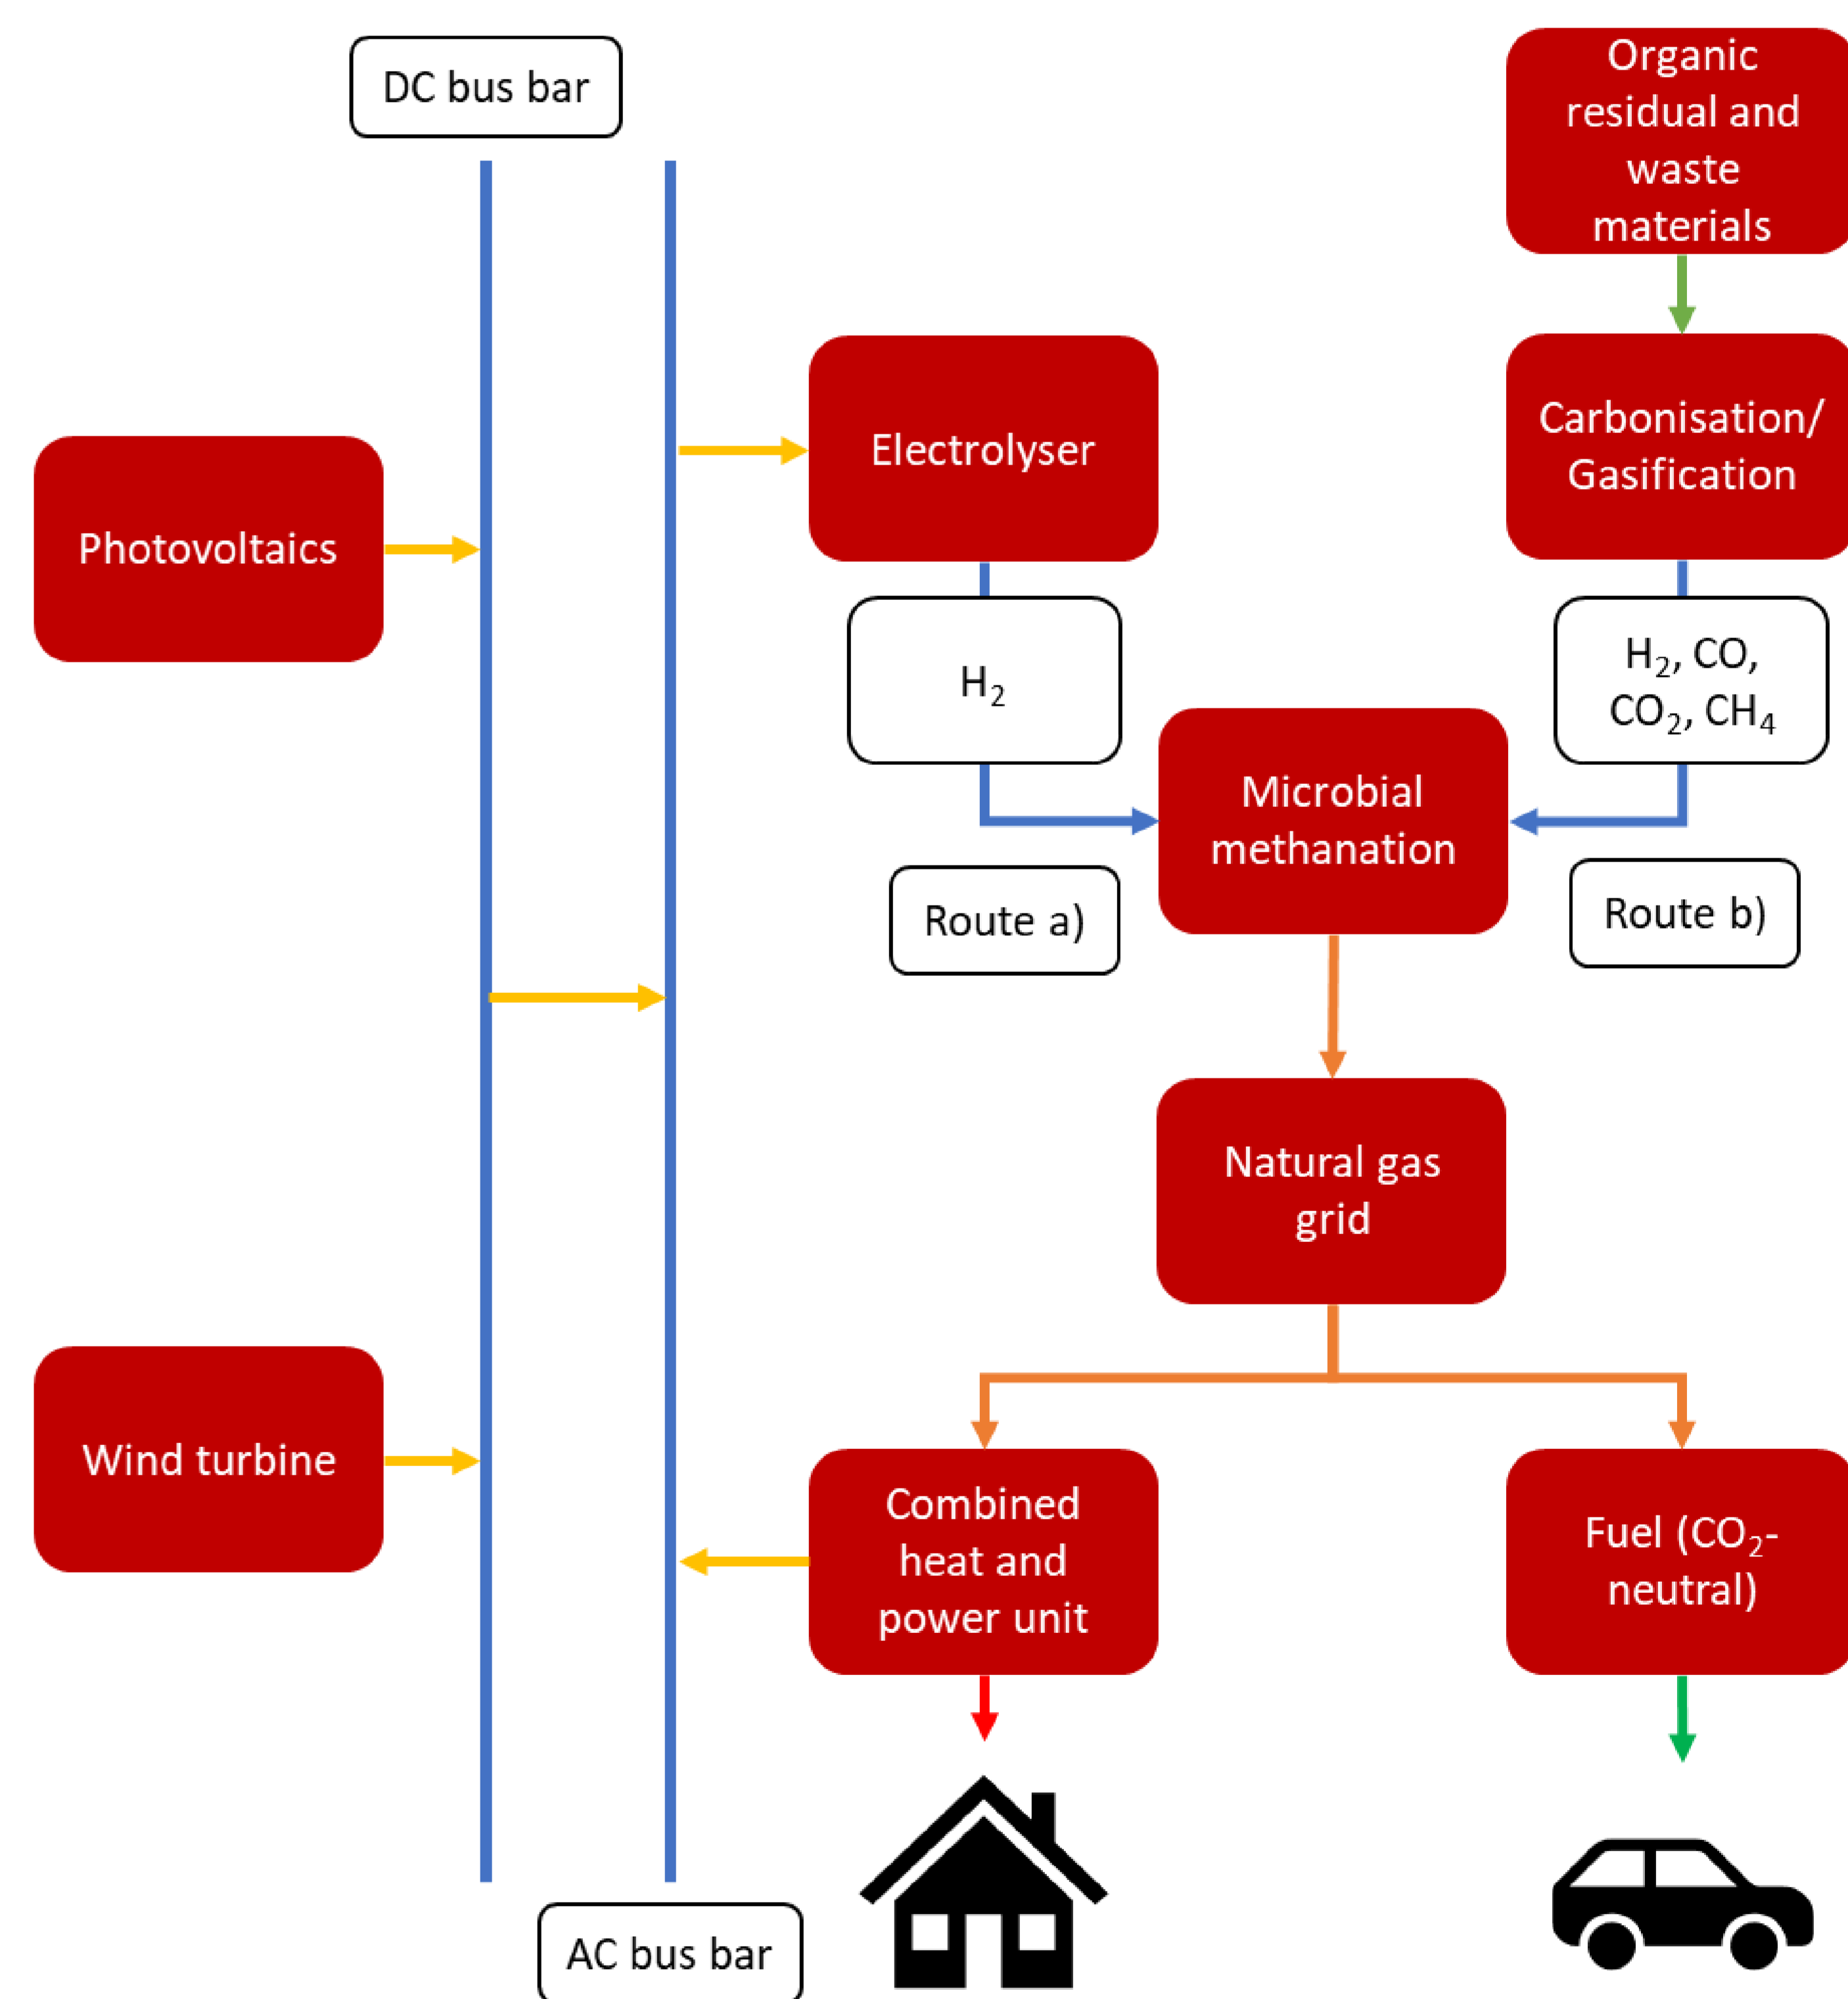 DC bus bar
Organic
residual and
waste
materials
Electrolyser
Carbonisation/
Gasification
Photovoltaics
H₂
H₂, CO,
CO₂, CH₄
Microbial
methanation
Route a)
Route b)
Natural gas
grid
Wind turbine
Combined
heat and
power unit
Fuel (CO₂-
neutral)
AC bus bar